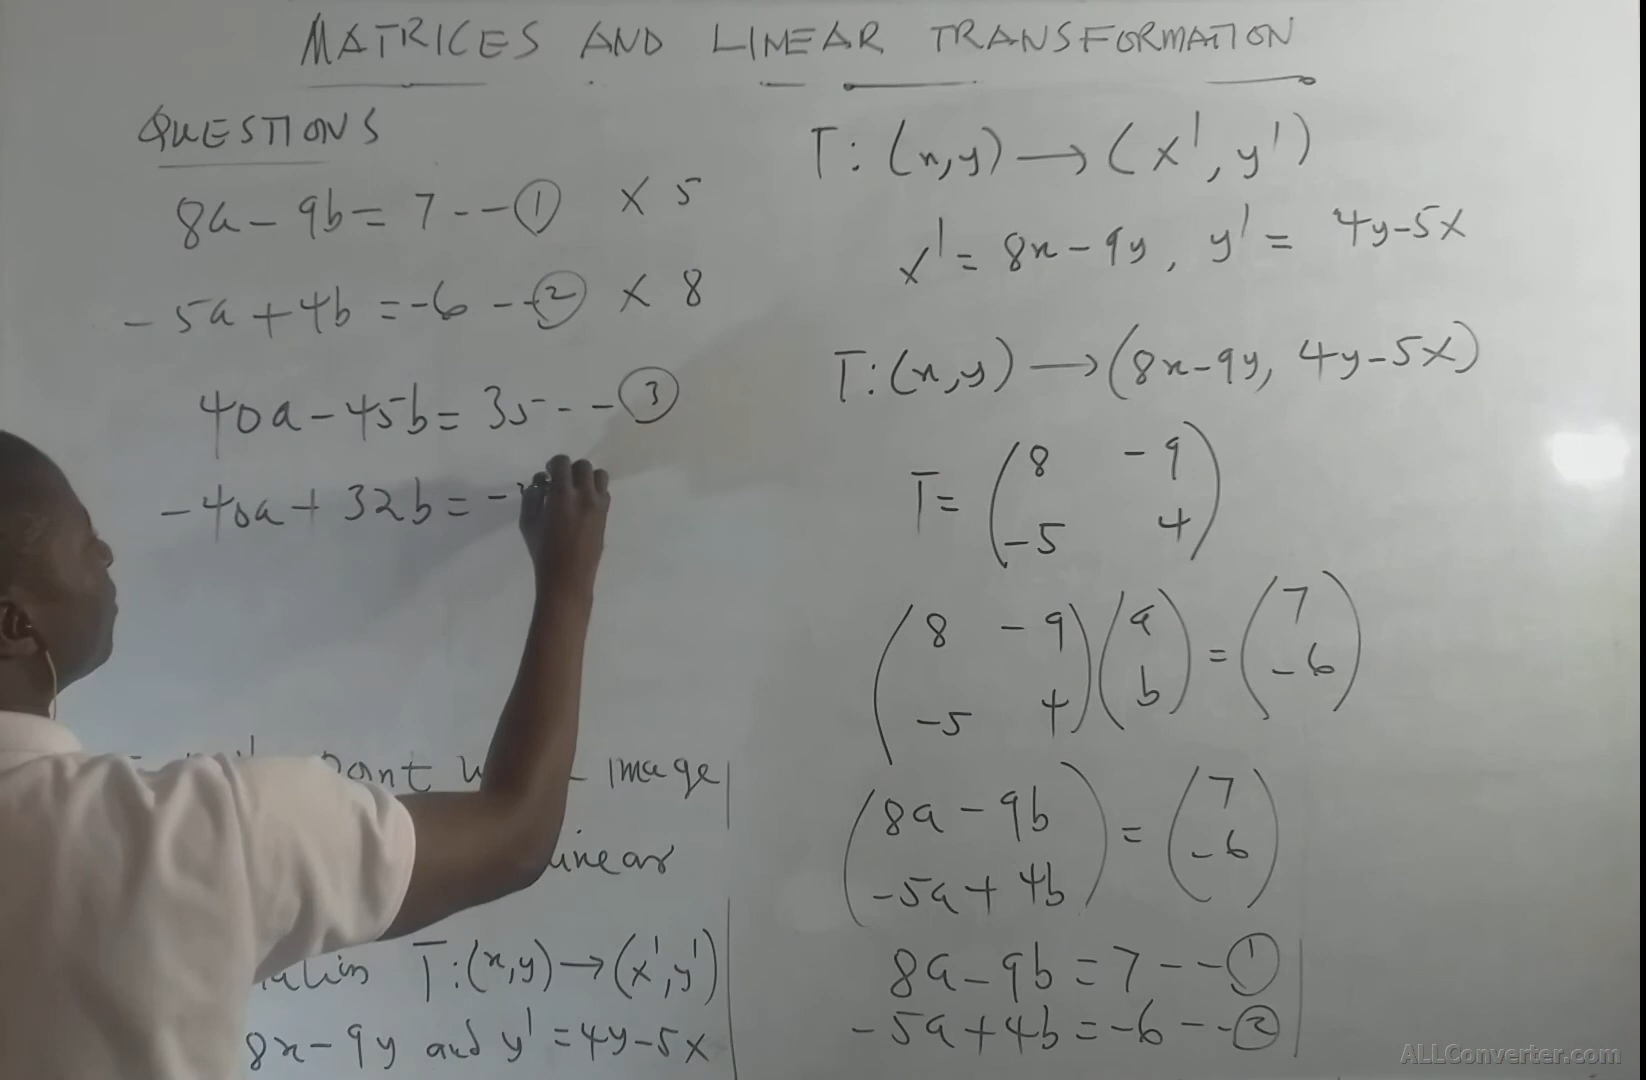 MATRICES AND LINEAR TRANSFORMATION
QUESTIONS
8a - 9b = 7 --① × 5
-5a + 4b = -6 --② × 8
40a - 45b = 35 --③
-40a + 32b = -
image
linear
T:(x,y)→(x',y')
8x - 9y and y' = 4y-5x
T:(x,y)→(x',y')
x' = 8x-9y, y' = 4y-5x
T:(x,y)→(8x-9y, 4y-5x)
T= (8 -9
-5 4)
(8 -9 (a = (7
-5 4) b) -6)
(8a - 9b = (7
-5a + 4b) -6)
8a - 9b = 7 --①
-5a + 4b = -6 --②
ALLConverter.com